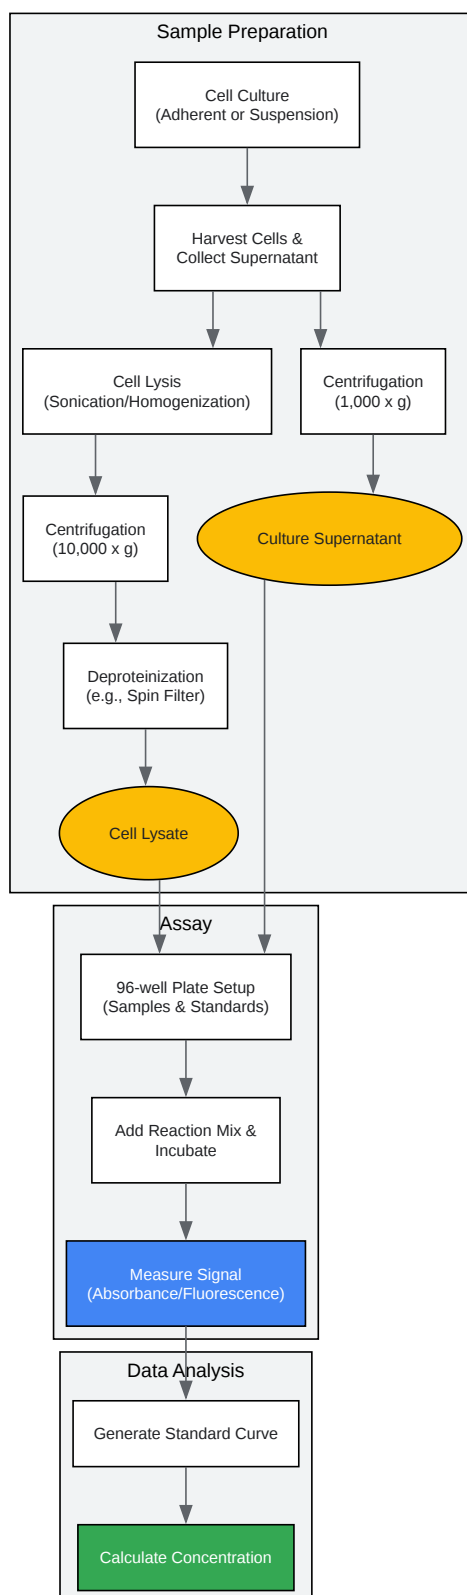 Sample Preparation
Cell Culture
(Adherent or Suspension)
Harvest Cells &
Collect Supernatant
Cell Lysis
(Sonication/Homogenization)
Centrifugation
(1,000 x g)
Centrifugation
(10,000 x g)
Culture Supernatant
Deproteinization
(e.g., Spin Filter)
Cell Lysate
Assay
96-well Plate Setup
(Samples & Standards)
Add Reaction Mix &
Incubate
Measure Signal
(Absorbance/Fluorescence)
Data Analysis
Generate Standard Curve
Calculate Concentration